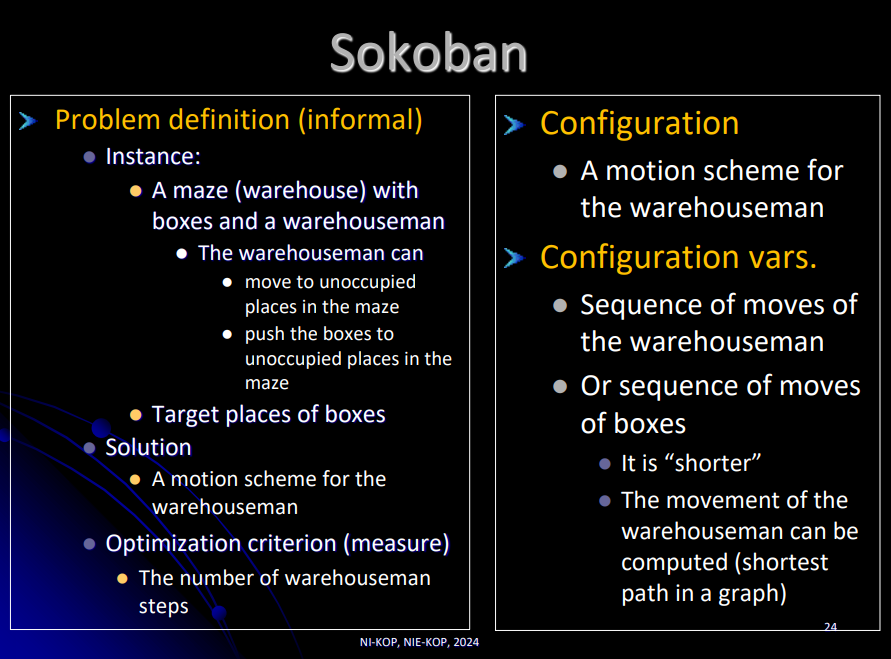 Sokoban
Problem definition (informal)
Instance:
A maze (warehouse) with
boxes and a warehouseman
The warehouseman can
move to unoccupied
places in the maze
push the boxes to
unoccupied places in the
maze
Target places of boxes
Solution
A motion scheme for the
warehouseman
Optimization criterion (measure)
The number of warehouseman
steps
Configuration
A motion scheme for
the warehouseman
Configuration vars.
Sequence of moves of
the warehouseman
Or sequence of moves
of boxes
It is “shorter”
The movement of the
warehouseman can be
computed (shortest
path in a graph)
24
NI-KOP, NIE-KOP, 2024